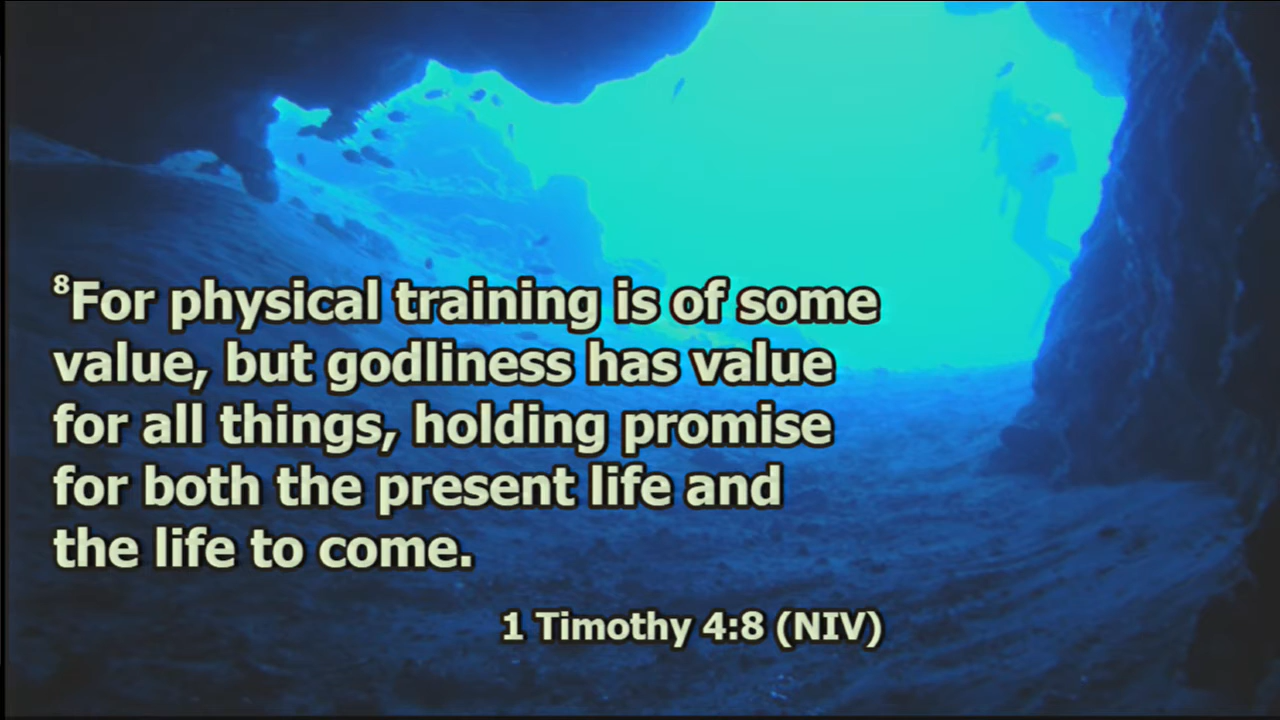 ⁸For physical training is of some
value, but godliness has value
for all things, holding promise
for both the present life and
the life to come.
1 Timothy 4:8 (NIV)